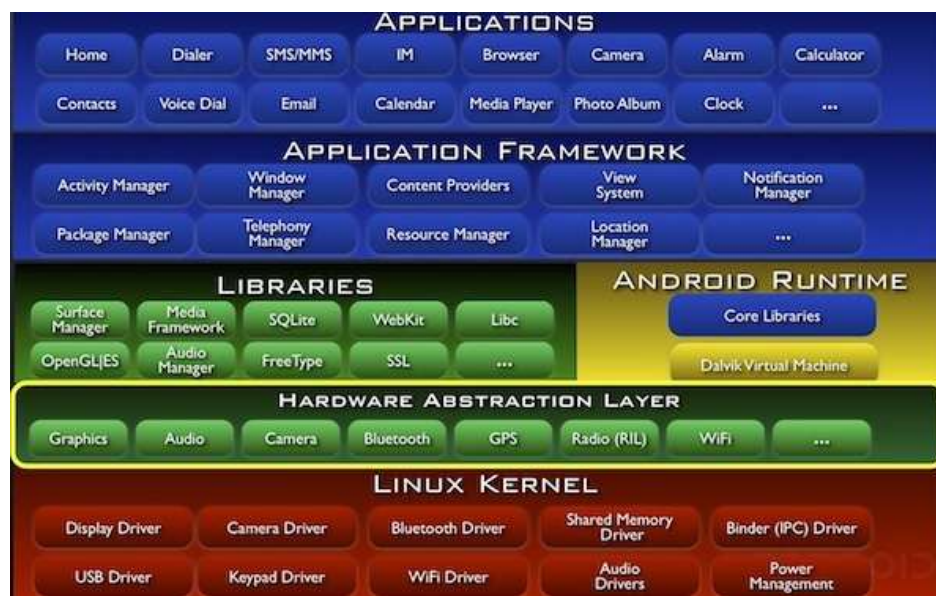 APPLICATIONS
Home Dialer SMS/MMS IM Browser Camera Alarm Calculator
Contacts Voice Dial Email Calendar Media Player Photo Album Clock ...
APPLICATION FRAMEWORK
Activity Manager Window Manager Content Providers View System Notification Manager
Package Manager Telephony Manager Resource Manager Location Manager ...
LIBRARIES
Surface Manager Media Framework SQLite WebKit Libc
OpenGL|ES Audio Manager FreeType SSL ...
ANDROID RUNTIME
Core Libraries
Dalvik Virtual Machine
HARDWARE ABSTRACTION LAYER
Graphics Audio Camera Bluetooth GPS Radio (RIL) WiFi ...
LINUX KERNEL
Display Driver Camera Driver Bluetooth Driver Shared Memory Driver Binder (IPC) Driver
USB Driver Keypad Driver WiFi Driver Audio Drivers Power Management